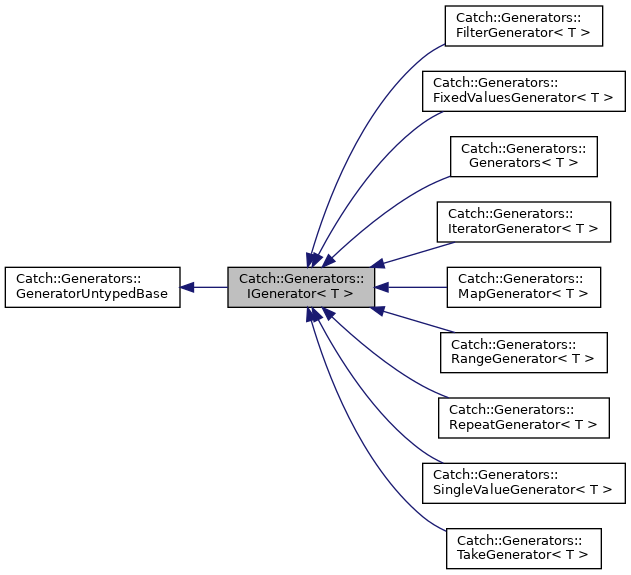 Catch::Generators::
FilterGenerator< T >
Catch::Generators::
FixedValuesGenerator< T >
Catch::Generators::
Generators< T >
Catch::Generators::
IteratorGenerator< T >
Catch::Generators::
GeneratorUntypedBase
Catch::Generators::
IGenerator< T >
Catch::Generators::
MapGenerator< T >
Catch::Generators::
RangeGenerator< T >
Catch::Generators::
RepeatGenerator< T >
Catch::Generators::
SingleValueGenerator< T >
Catch::Generators::
TakeGenerator< T >